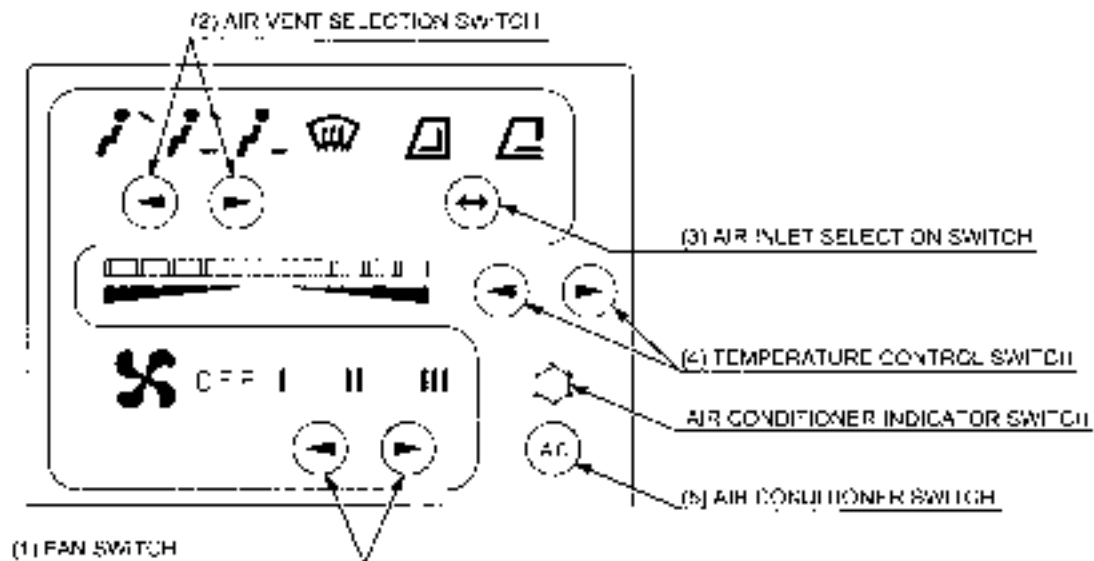 (2) AIR VENT SELECTION SWITCH
(3) AIR INLET SELECTION SWITCH
(4) TEMPERATURE CONTROL SWITCH
OFF I II III
AIR CONDITIONER INDICATOR SWITCH
A C
(5) AIR CONDITIONER SWITCH
(1) FAN SWITCH